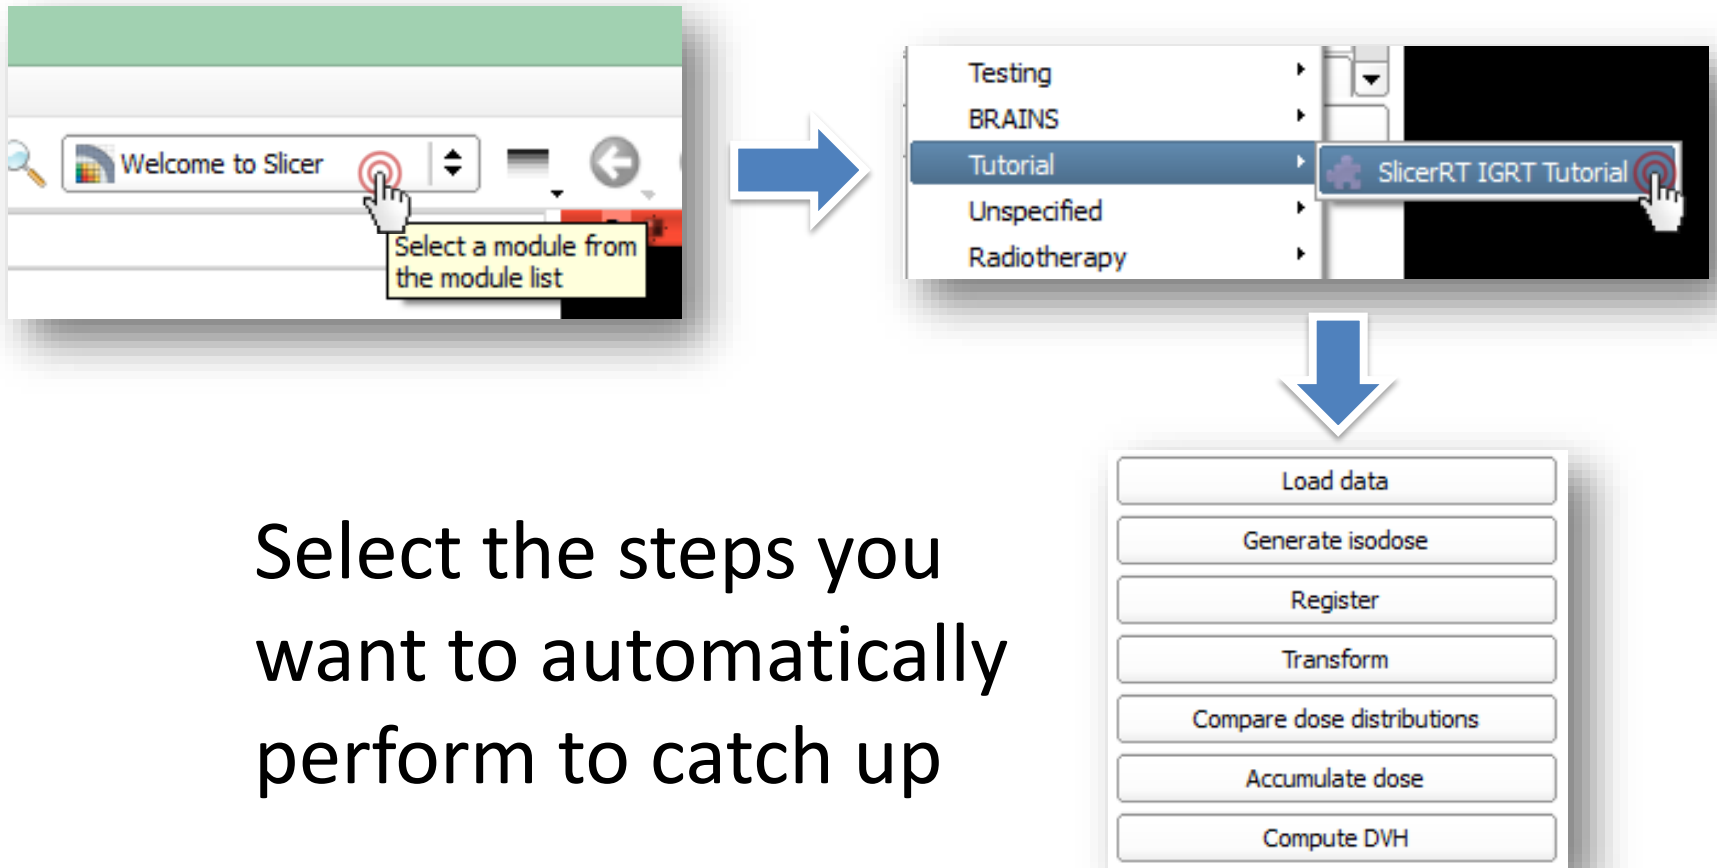 Welcome to Slicer
Select a module from
the module list
Testing
BRAINS
Tutorial
SlicerRT IGRT Tutorial
Unspecified
Radiotherapy
Select the steps you
want to automatically
perform to catch up
Load data
Generate isodose
Register
Transform
Compare dose distributions
Accumulate dose
Compute DVH